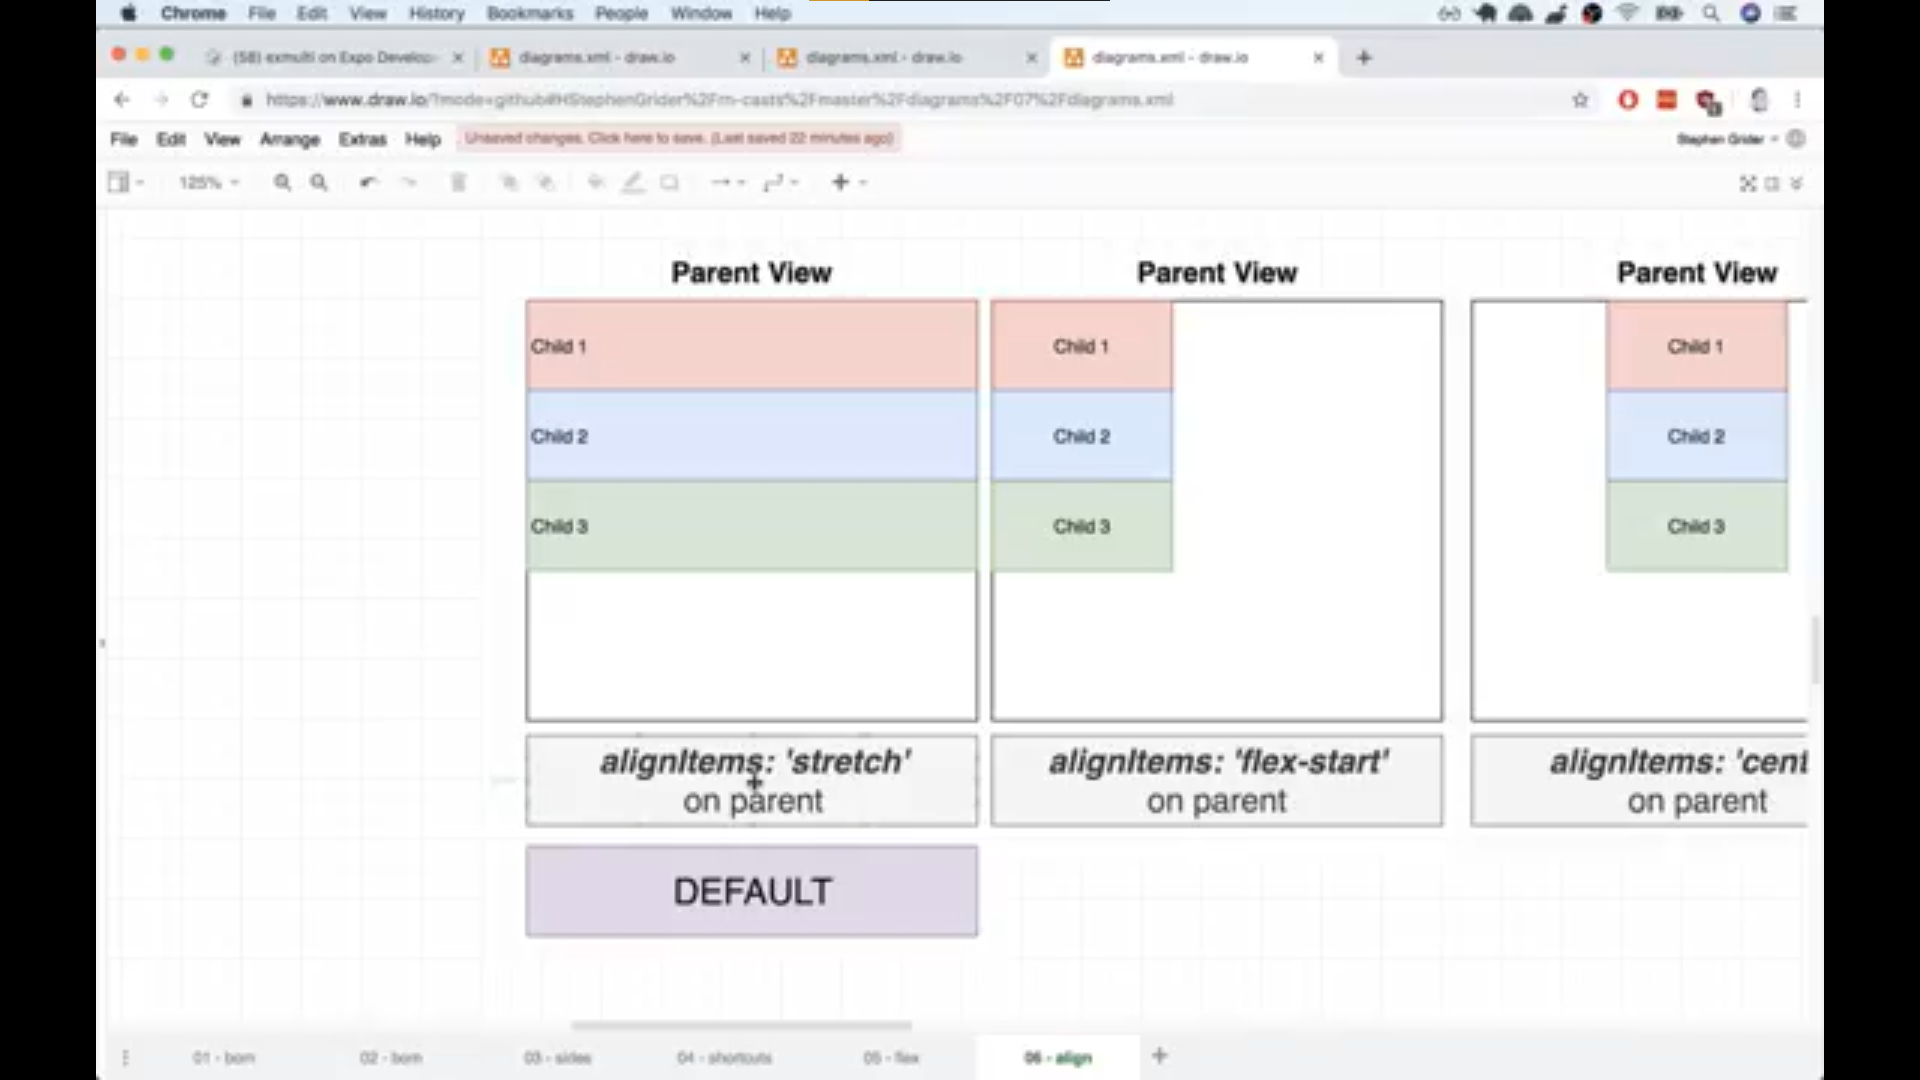 Chrome File Edit View History Bookmarks People Window Help
(58) exmulti on Expo Develop
diagrams.xml - draw.io
diagrams.xml - draw.io
diagrams.xml - draw.io
https://www.draw.io/?mode=github#HStephenGrider%2Frn-casts%2Fmaster%2Fdiagrams%2F07%2Fdiagrams.xml
File Edit View Arrange Extras Help Unsaved changes. Click here to save. (Last saved 22 minutes ago) Stephen Grider
125%
Parent View
Child 1
Child 2
Child 3
alignItems: 'stretch'
on parent
DEFAULT
Parent View
Child 1
Child 2
Child 3
alignItems: 'flex-start'
on parent
Parent View
Child 1
Child 2
Child 3
alignItems: 'cent
on parent
01 - bom 02 - bom 03 - sides 04 - shortcuts 05 - flex 06 - align